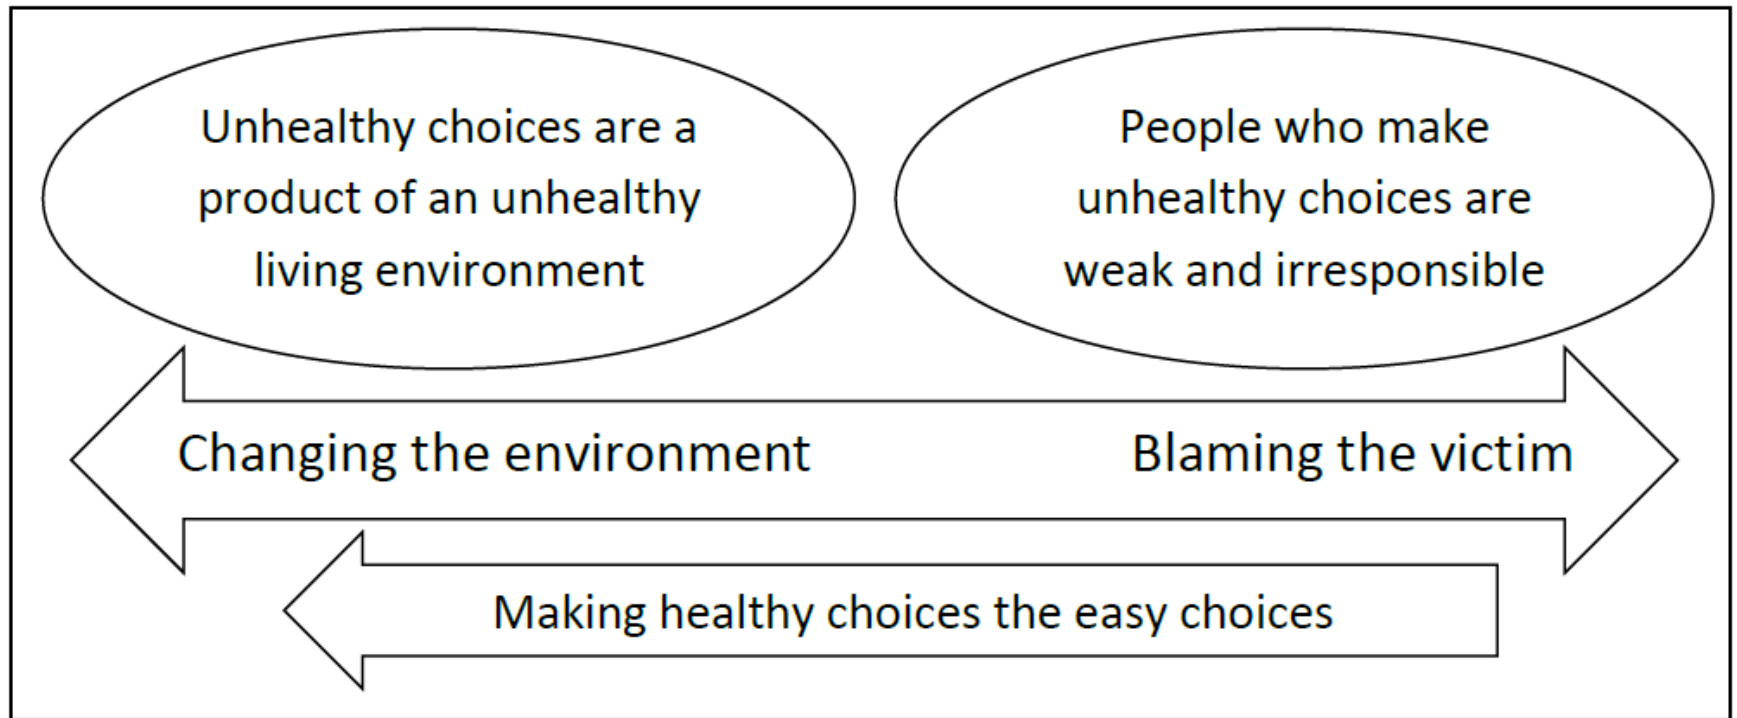 Unhealthy choices are a
product of an unhealthy
living environment
People who make
unhealthy choices are
weak and irresponsible
Changing the environment
Blaming the victim
Making healthy choices the easy choices